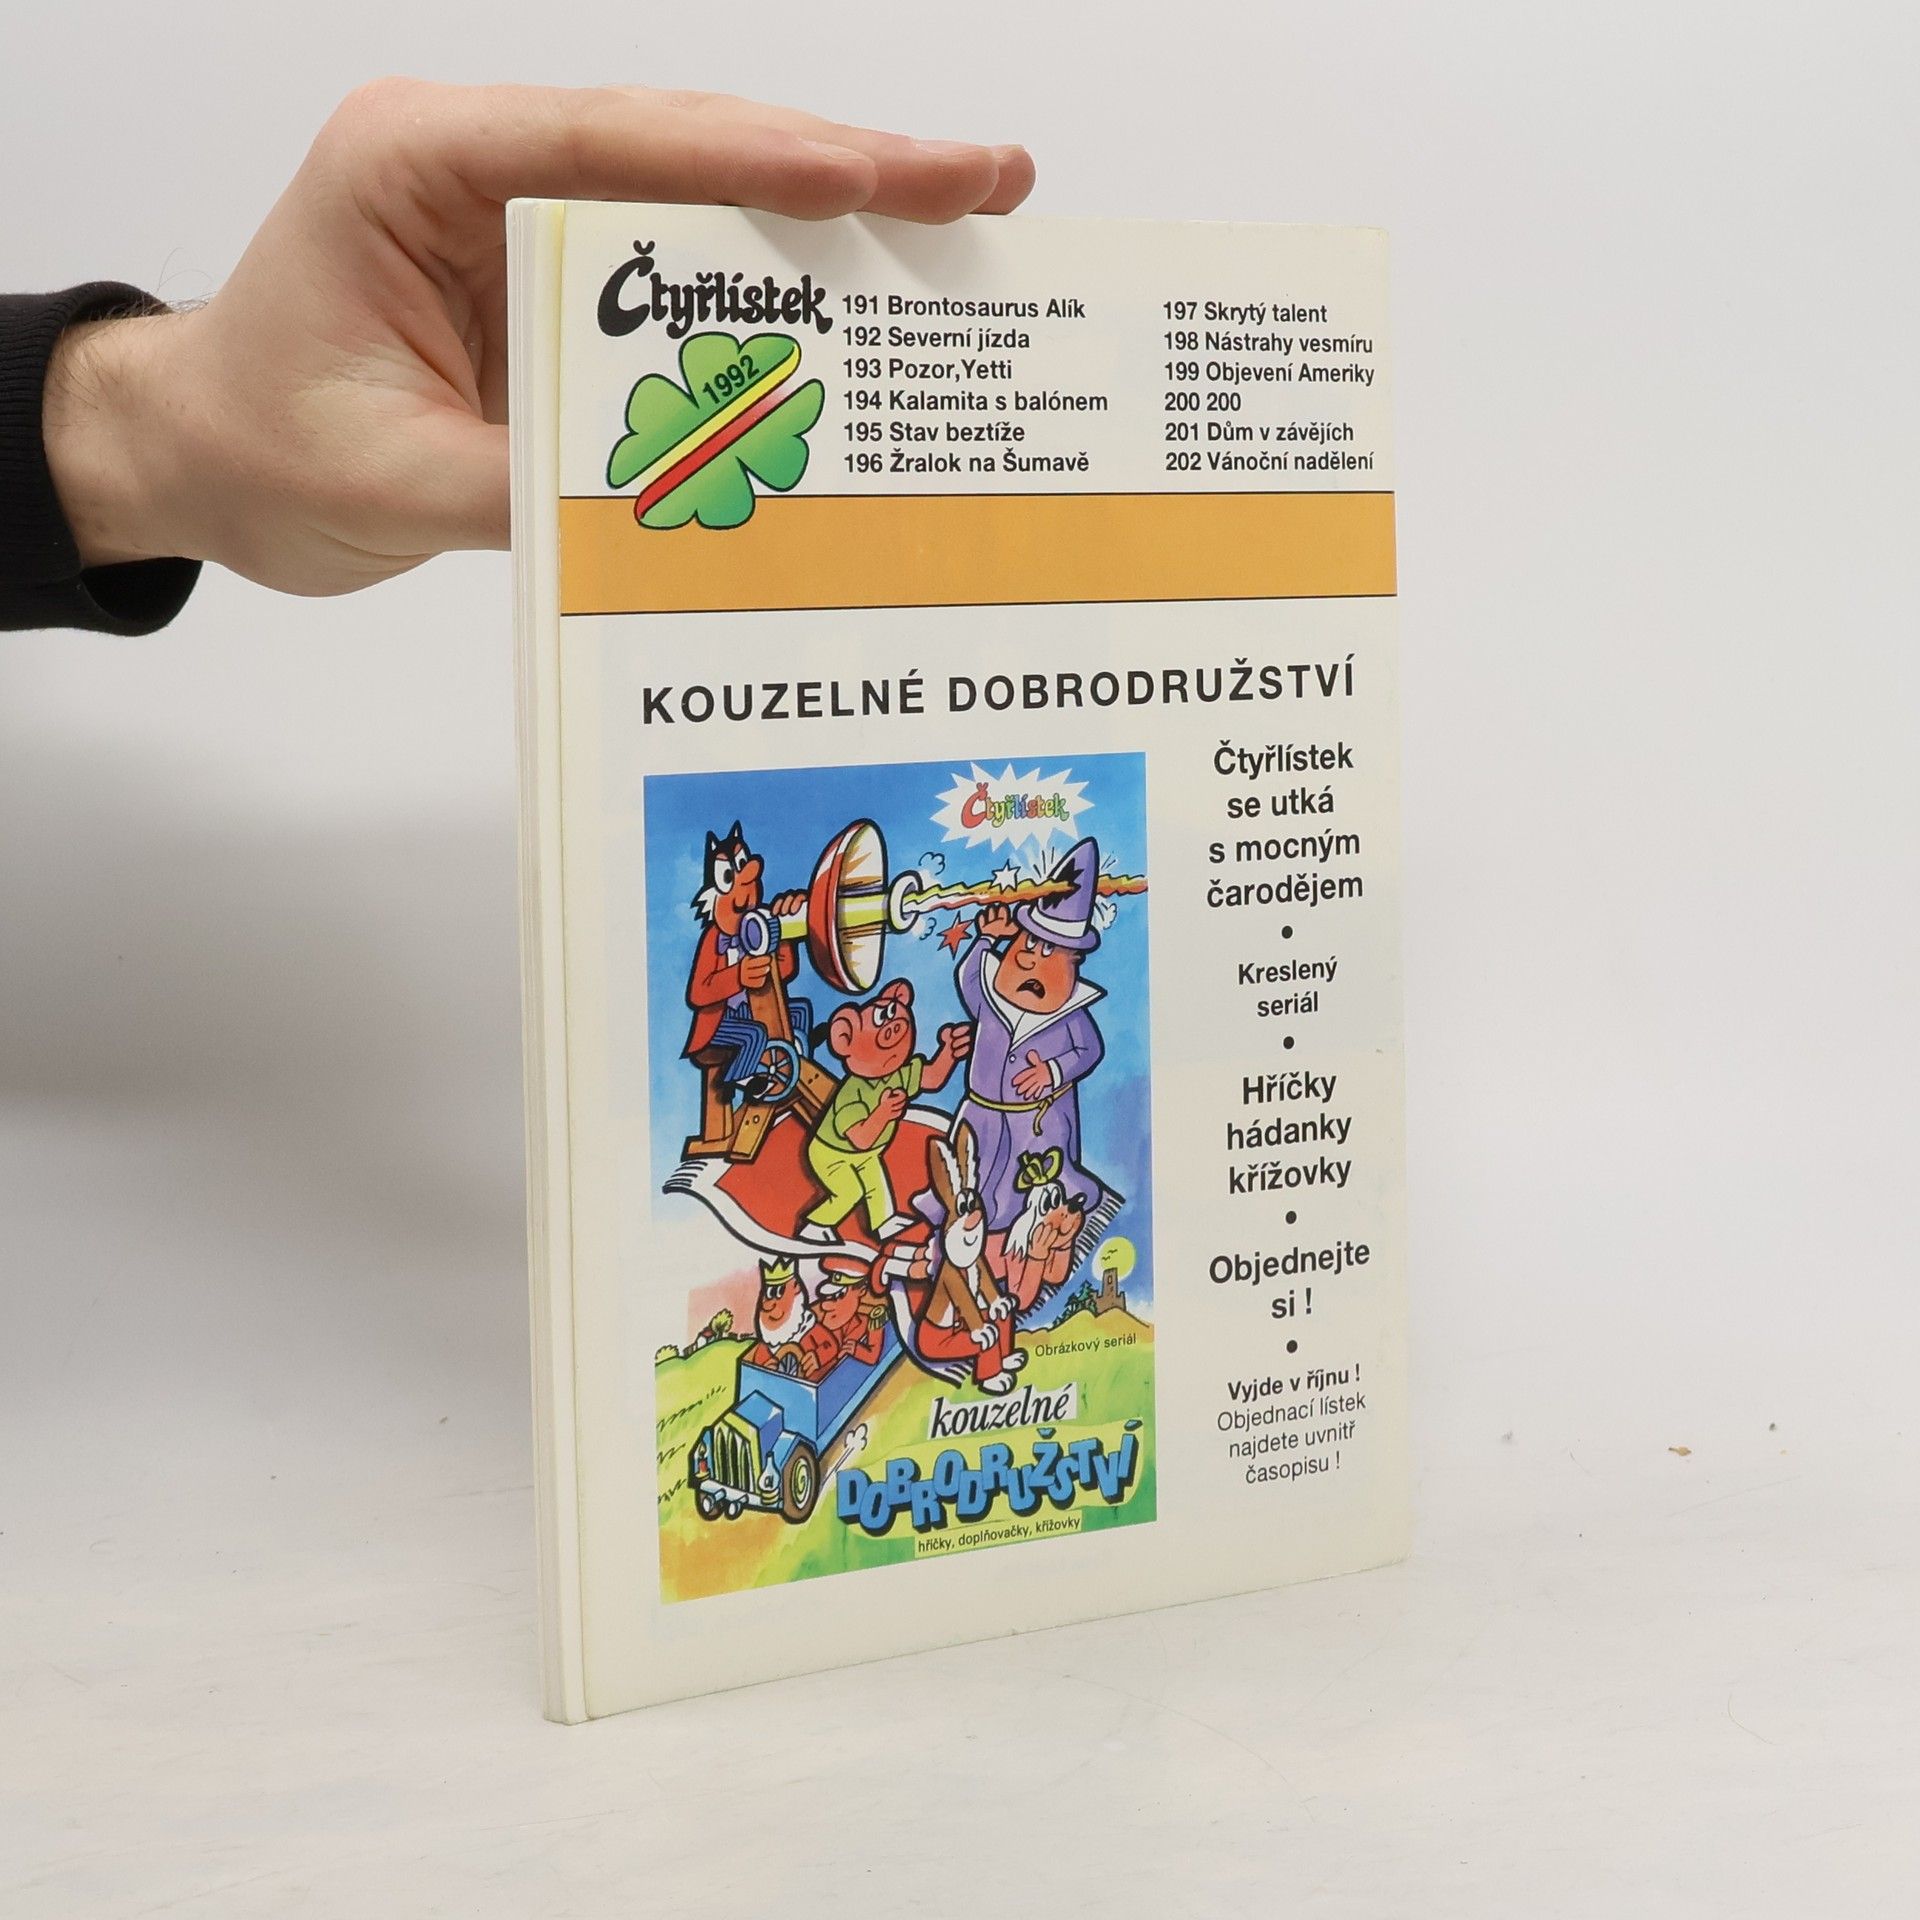 Čtyřlístek
1992
191 Brontosaurus Alík
192 Severní jízda
193 Pozor,Yetti
194 Kalamita s balónem
195 Stav beztíže
196 Žralok na Šumavě
197 Skrytý talent
198 Nástrahy vesmíru
199 Objevení Ameriky
200 200
201 Dům v závějích
202 Vánoční nadělení
KOUZELNÉ DOBRODRUŽSTVÍ
Čtyřlístek
Obrázkový seriál
kouzelné
DOBRODRUŽSTVÍ
hříčky, doplňovačky, křížovky
Čtyřlístek
se utká
s mocným
čarodějem
•
Kreslený
seriál
•
Hříčky
hádanky
křížovky
•
Objednejte
si !
•
Vyjde v říjnu !
Objednací lístek
najdete uvnitř
časopisu !